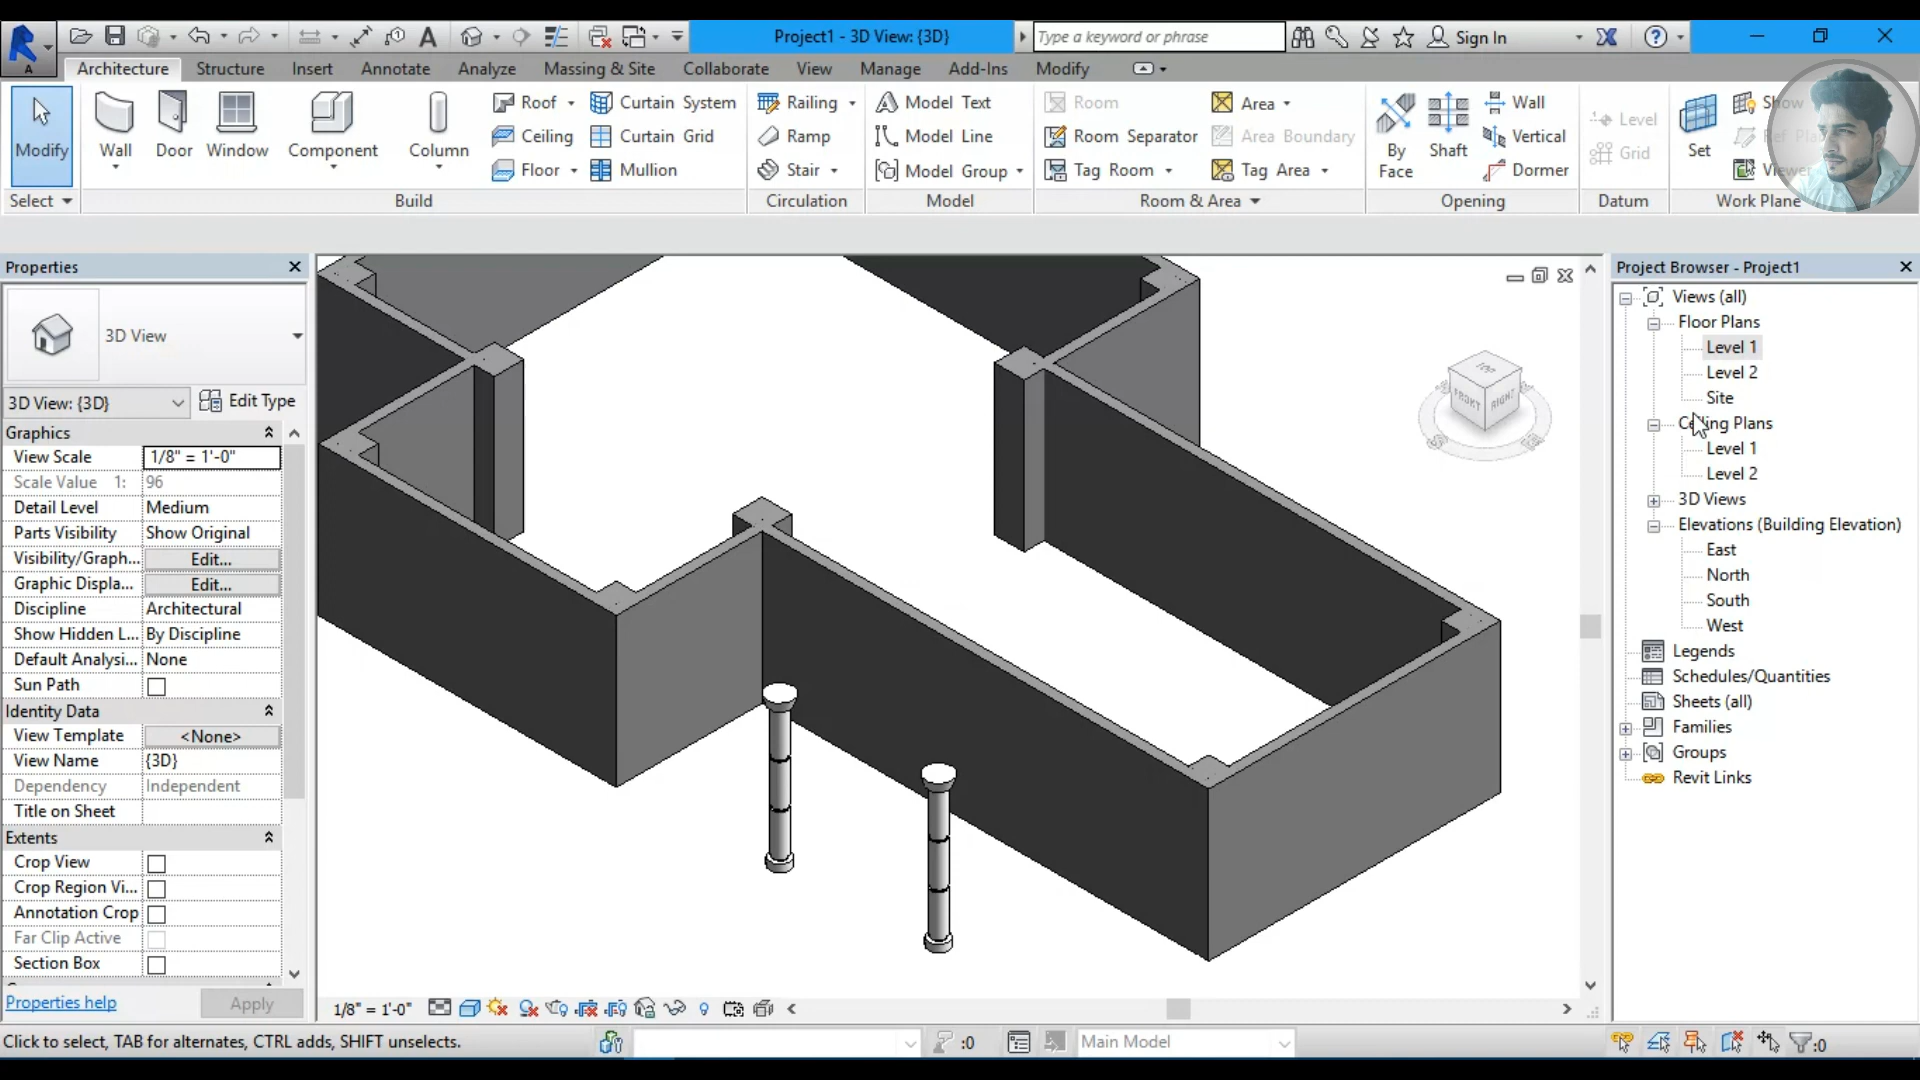 Project1 - 3D View: {3D}
Type a keyword or phrase
Sign In
A
Architecture
Structure
Insert
Annotate
Analyze
Massing & Site
Collaborate
View
Manage
Add-Ins
Modify
Modify
Wall
Door
Window
Component
Column
Roof
Ceiling
Floor
Curtain System
Curtain Grid
Mullion
Railing
Ramp
Stair
Model Text
Model Line
Model Group
Room
Room Separator
Tag Room
Area
Area Boundary
Tag Area
By Face
Shaft
Wall
Vertical
Dormer
Level
Grid
Set
Show
Ref Pla
Viewer
Select
Build
Circulation
Model
Room & Area
Opening
Datum
Work Plane
Properties
3D View
3D View: {3D}
Edit Type
Graphics
View Scale 1/8" = 1'-0"
Scale Value 1: 96
Detail Level Medium
Parts Visibility Show Original
Visibility/Graph... Edit...
Graphic Displa... Edit...
Discipline Architectural
Show Hidden L... By Discipline
Default Analysi... None
Sun Path
Identity Data
View Template <None>
View Name {3D}
Dependency Independent
Title on Sheet
Extents
Crop View
Crop Region Vi...
Annotation Crop
Far Clip Active
Section Box
Properties help
Apply
TOP
FRONT
RIGHT
1/8" = 1'-0"
Project Browser - Project1
Views (all)
Floor Plans
Level 1
Level 2
Site
Ceiling Plans
Level 1
Level 2
3D Views
Elevations (Building Elevation)
East
North
South
West
Legends
Schedules/Quantities
Sheets (all)
Families
Groups
Revit Links
Click to select, TAB for alternates, CTRL adds, SHIFT unselects.
:0
Main Model
:0